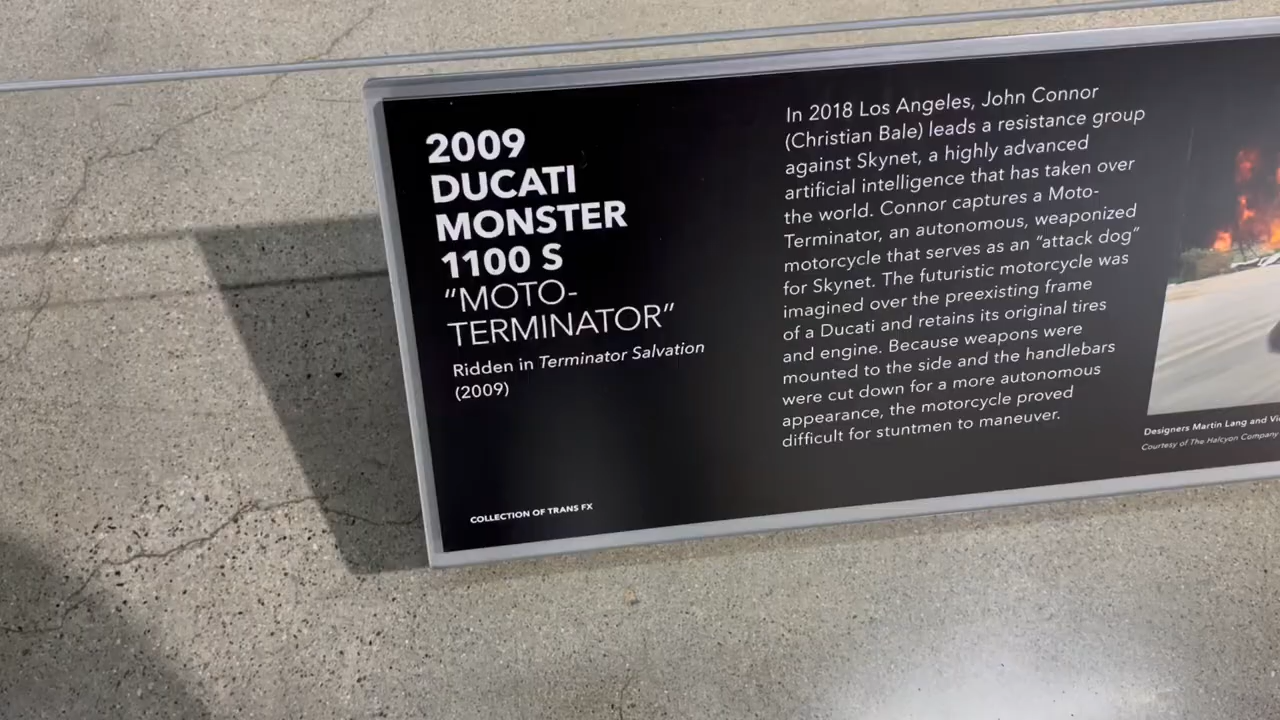 2009
DUCATI
MONSTER
1100 S
“MOTO-
TERMINATOR”
Ridden in Terminator Salvation
(2009)
COLLECTION OF TRANS FX
In 2018 Los Angeles, John Connor
(Christian Bale) leads a resistance group
against Skynet, a highly advanced
artificial intelligence that has taken over
the world. Connor captures a Moto-
Terminator, an autonomous, weaponized
motorcycle that serves as an “attack dog”
for Skynet. The futuristic motorcycle was
imagined over the preexisting frame
of a Ducati and retains its original tires
and engine. Because weapons were
mounted to the side and the handlebars
were cut down for a more autonomous
appearance, the motorcycle proved
difficult for stuntmen to maneuver.
Designers Martin Lang and
Courtesy of The Halcyon Company